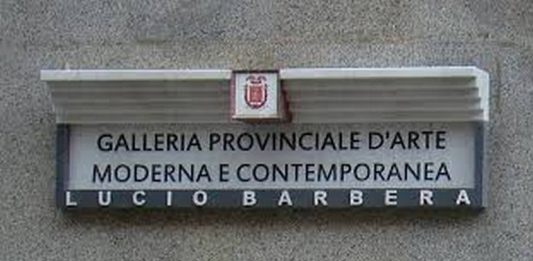 GALLERIA PROVINCIALE D'ARTE
MODERNA E CONTEMPORANEA
LUCIO BARBERA